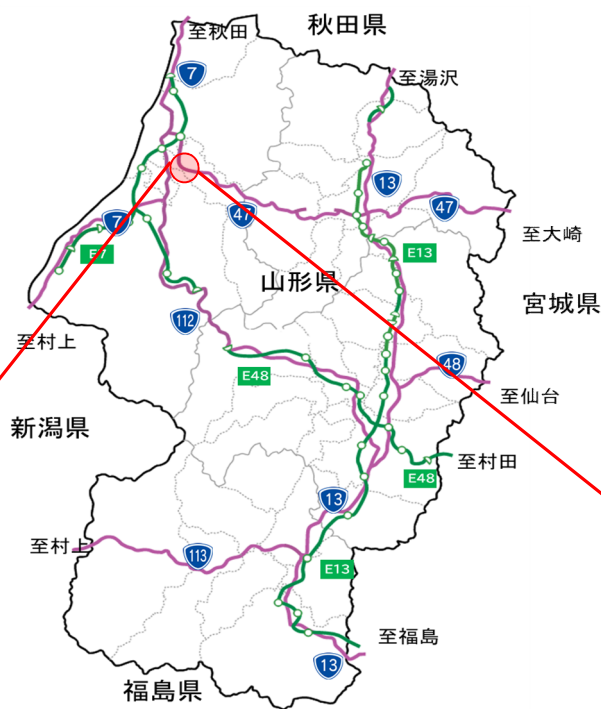 秋田県
至秋田
7
至湯沢
13
47
47
7
至大崎
E7
E13
山形県
宮城県
112
至村上
48
E48
至仙台
新潟県
至村田
E48
13
至村上
113
E13
至福島
13
福島県